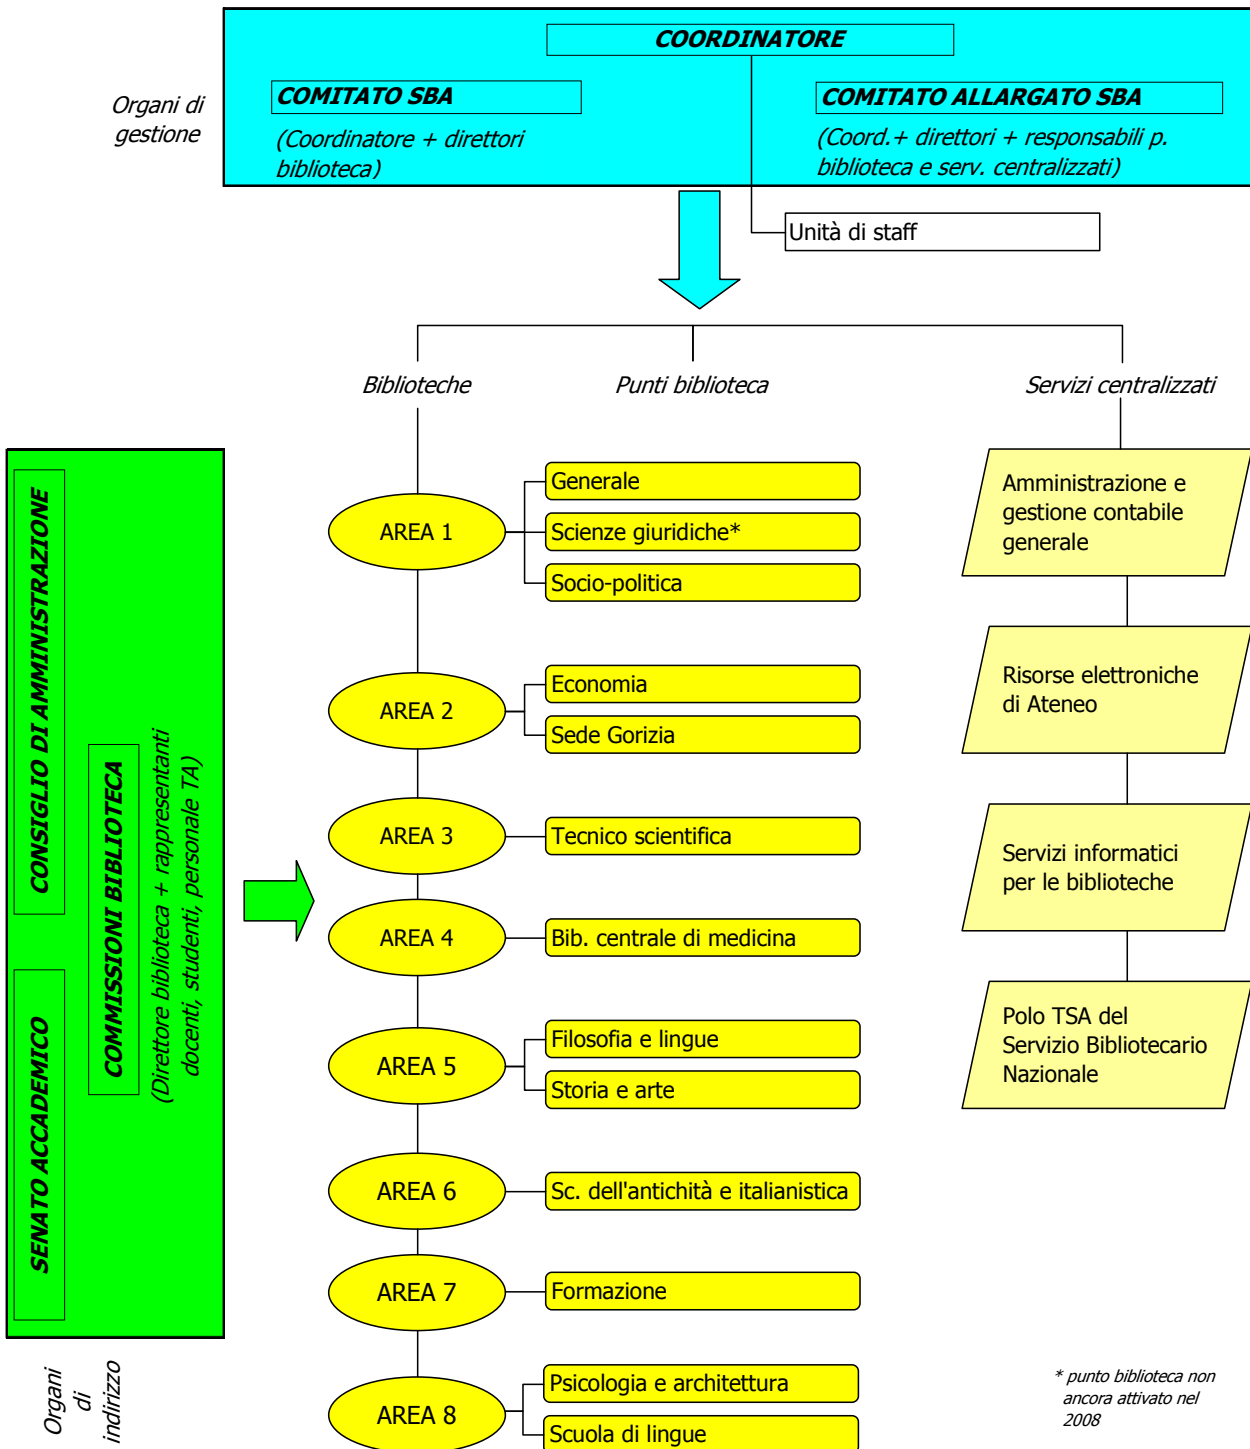 COORDINATORE
Organi di
gestione
COMITATO SBA
(Coordinatore + direttori
biblioteca)
COMITATO ALLARGATO SBA
(Coord.+ direttori + responsabili p.
biblioteca e serv. centralizzati)
Unità di staff
Biblioteche
Punti biblioteca
Servizi centralizzati
CONSIGLIO DI AMMINISTRAZIONE
SENATO ACCADEMICO
COMMISSIONI BIBLIOTECA
(Direttore biblioteca + rappresentanti
docenti, studenti, personale TA)
Organi
di
indirizzo
AREA 1
Generale
Scienze giuridiche*
Socio-politica
AREA 2
Economia
Sede Gorizia
AREA 3
Tecnico scientifica
AREA 4
Bib. centrale di medicina
AREA 5
Filosofia e lingue
Storia e arte
AREA 6
Sc. dell'antichità e italianistica
AREA 7
Formazione
AREA 8
Psicologia e architettura
Scuola di lingue
Amministrazione e
gestione contabile
generale
Risorse elettroniche
di Ateneo
Servizi informatici
per le biblioteche
Polo TSA del
Servizio Bibliotecario
Nazionale
* punto biblioteca non
ancora attivato nel
2008